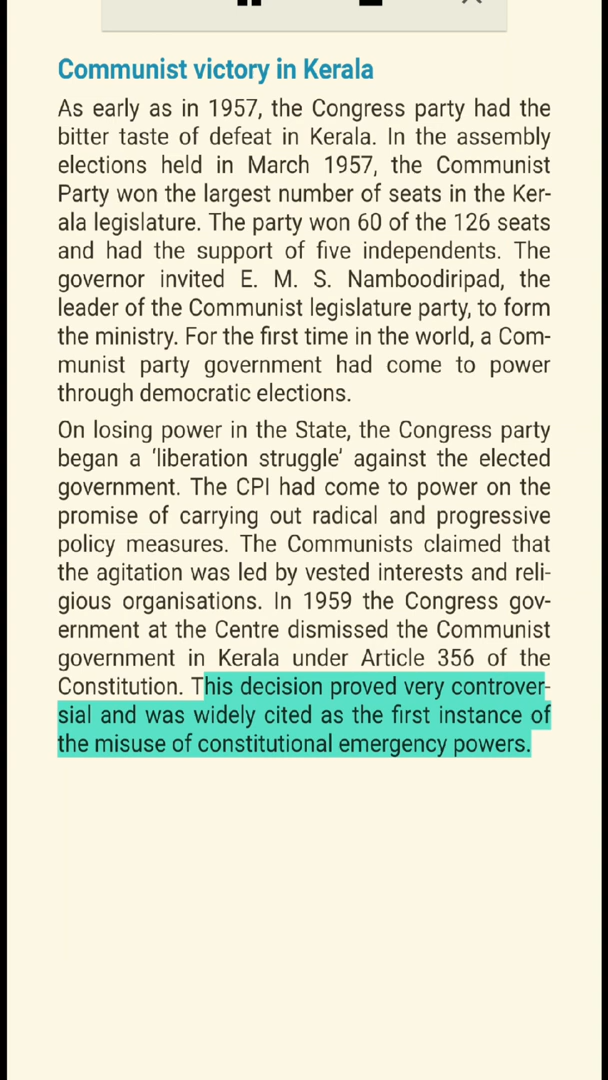 Communist victory in Kerala
As early as in 1957, the Congress party had the
bitter taste of defeat in Kerala. In the assembly
elections held in March 1957, the Communist
Party won the largest number of seats in the Ker-
ala legislature. The party won 60 of the 126 seats
and had the support of five independents. The
governor invited E. M. S. Namboodiripad, the
leader of the Communist legislature party, to form
the ministry. For the first time in the world, a Com-
munist party government had come to power
through democratic elections.
On losing power in the State, the Congress party
began a 'liberation struggle' against the elected
government. The CPI had come to power on the
promise of carrying out radical and progressive
policy measures. The Communists claimed that
the agitation was led by vested interests and reli-
gious organisations. In 1959 the Congress gov-
ernment at the Centre dismissed the Communist
government in Kerala under Article 356 of the
Constitution. This decision proved very controver-
sial and was widely cited as the first instance of
the misuse of constitutional emergency powers.